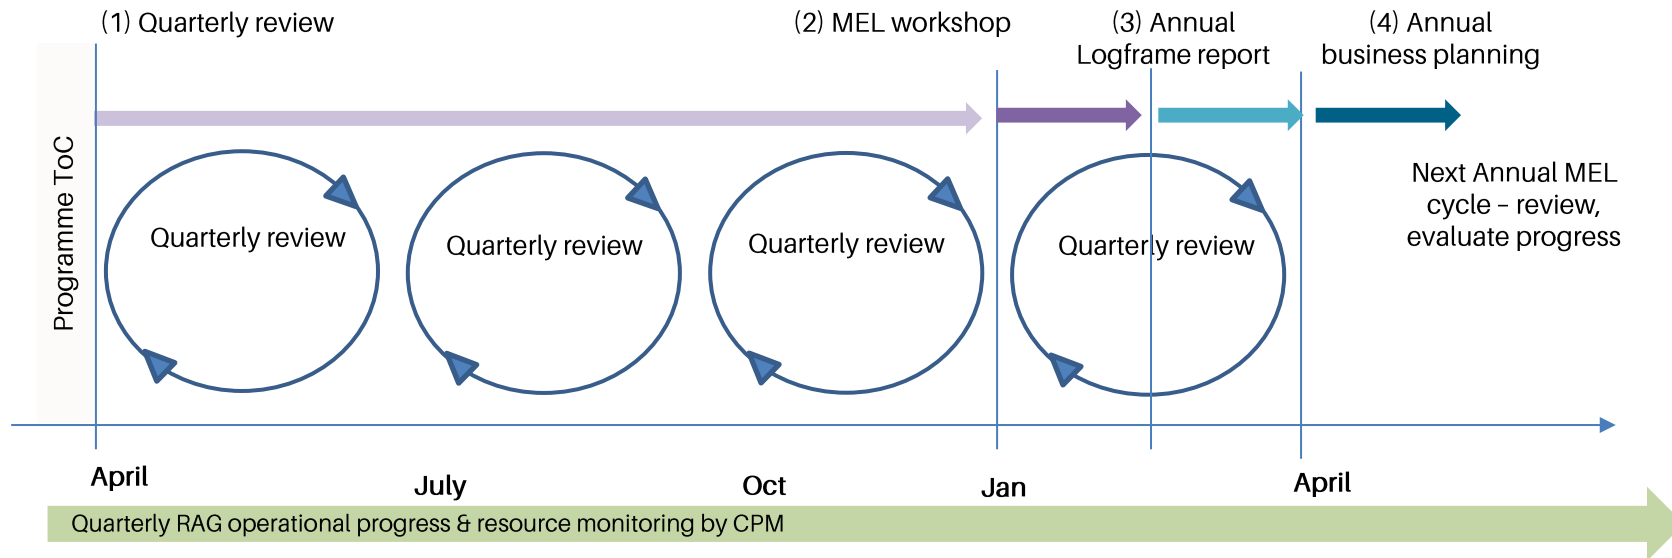 (1) Quarterly review
(2) MEL workshop
(3) Annual
Logframe report
(4) Annual
business planning
Programme ToC
Quarterly review
Quarterly review
Quarterly review
Quarterly review
Next Annual MEL
cycle – review,
evaluate progress
April
July
Oct
Jan
April
Quarterly RAG operational progress & resource monitoring by CPM